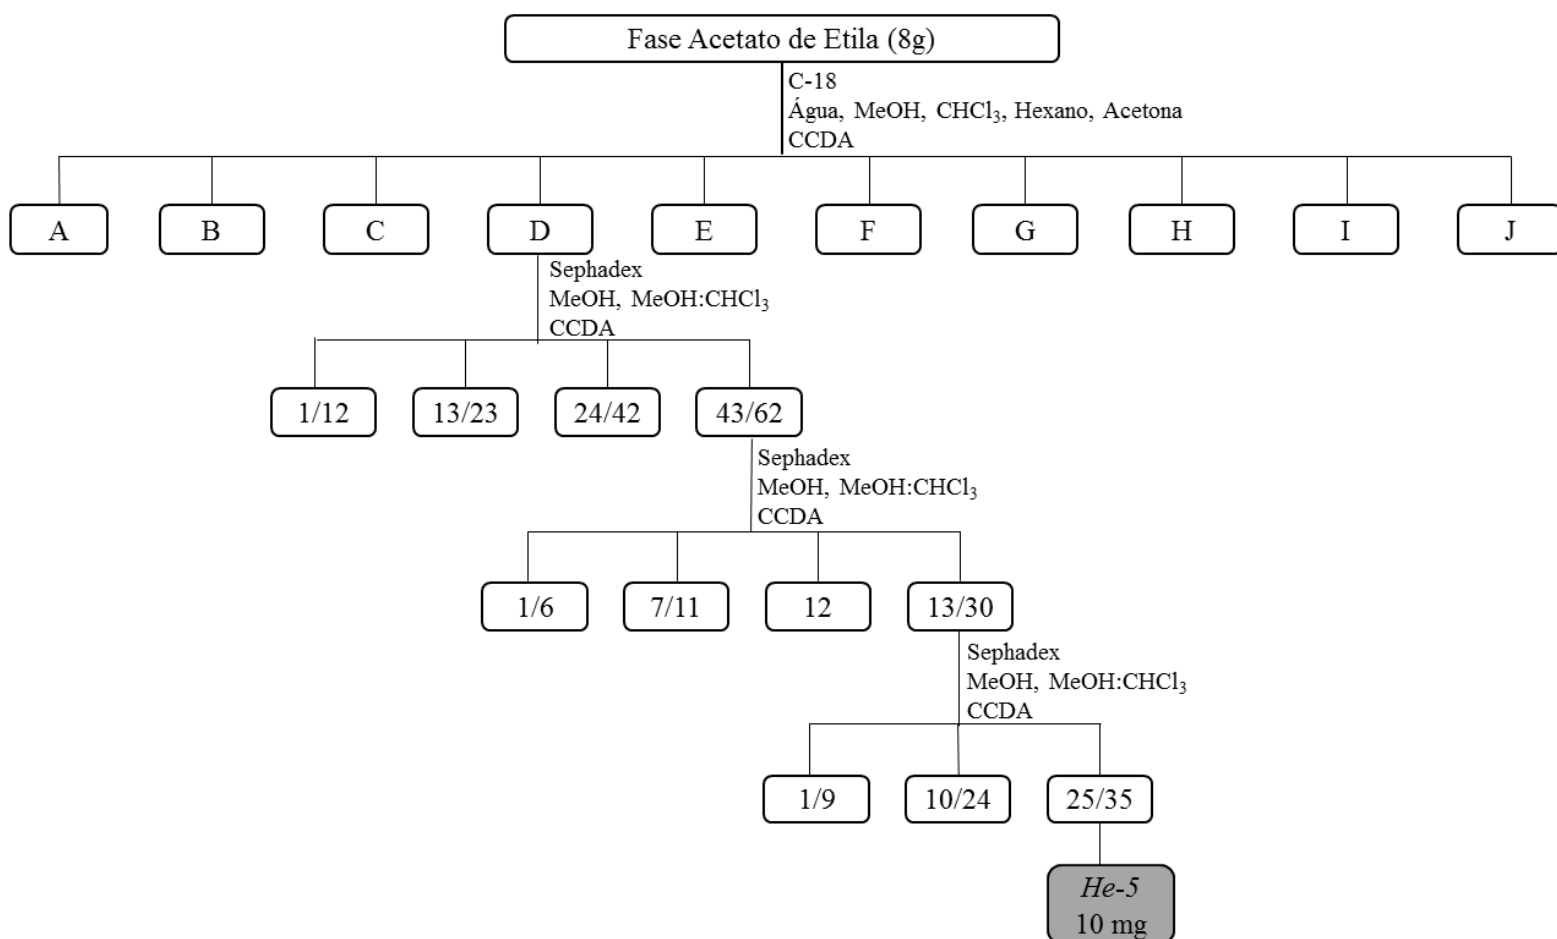 Fase Acetato de Etila (8g)
C-18
Água, MeOH, CHCl₃, Hexano, Acetona
CCDA
A
B
C
D
E
F
G
H
I
J
Sephadex
MeOH, MeOH:CHCl₃
CCDA
1/12
13/23
24/42
43/62
Sephadex
MeOH, MeOH:CHCl₃
CCDA
1/6
7/11
12
13/30
Sephadex
MeOH, MeOH:CHCl₃
CCDA
1/9
10/24
25/35
He-5
10 mg